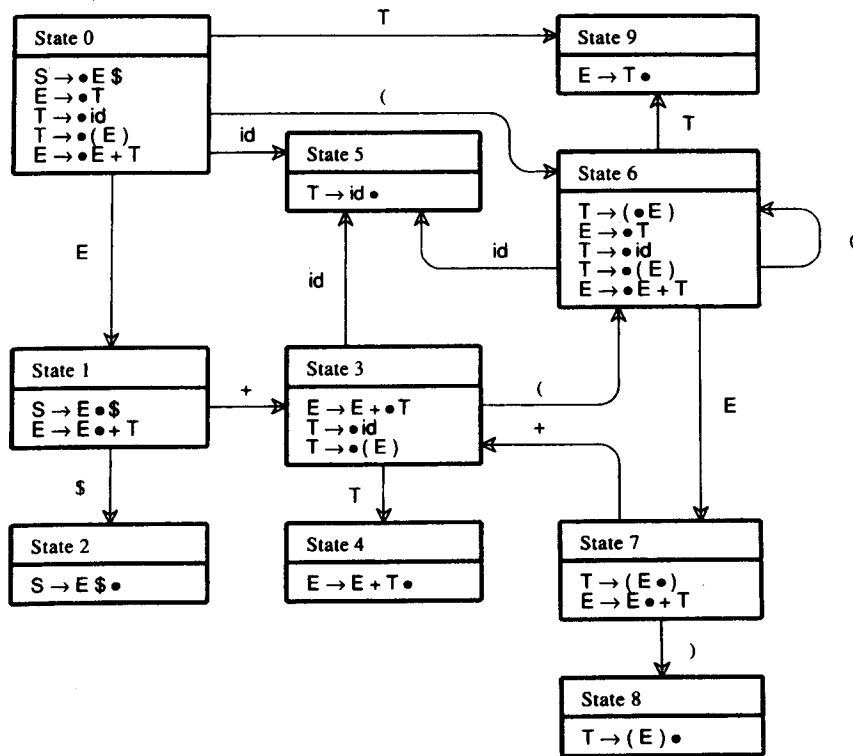 T
State 0
S → • E $
E → • T
T → • id
T → • ( E )
E → • E + T
State 9
E → T •
(
id
T
State 5
T → id •
State 6
T → ( • E )
E → • T
T → • id
T → • ( E )
E → • E + T
E
id
id
State 1
S → E • $
E → E • + T
+
State 3
E → E + • T
T → • id
T → • ( E )
(
+
E
$
T
State 2
S → E $ •
State 4
E → E + T •
State 7
T → ( E • )
E → E • + T
)
State 8
T → ( E ) •